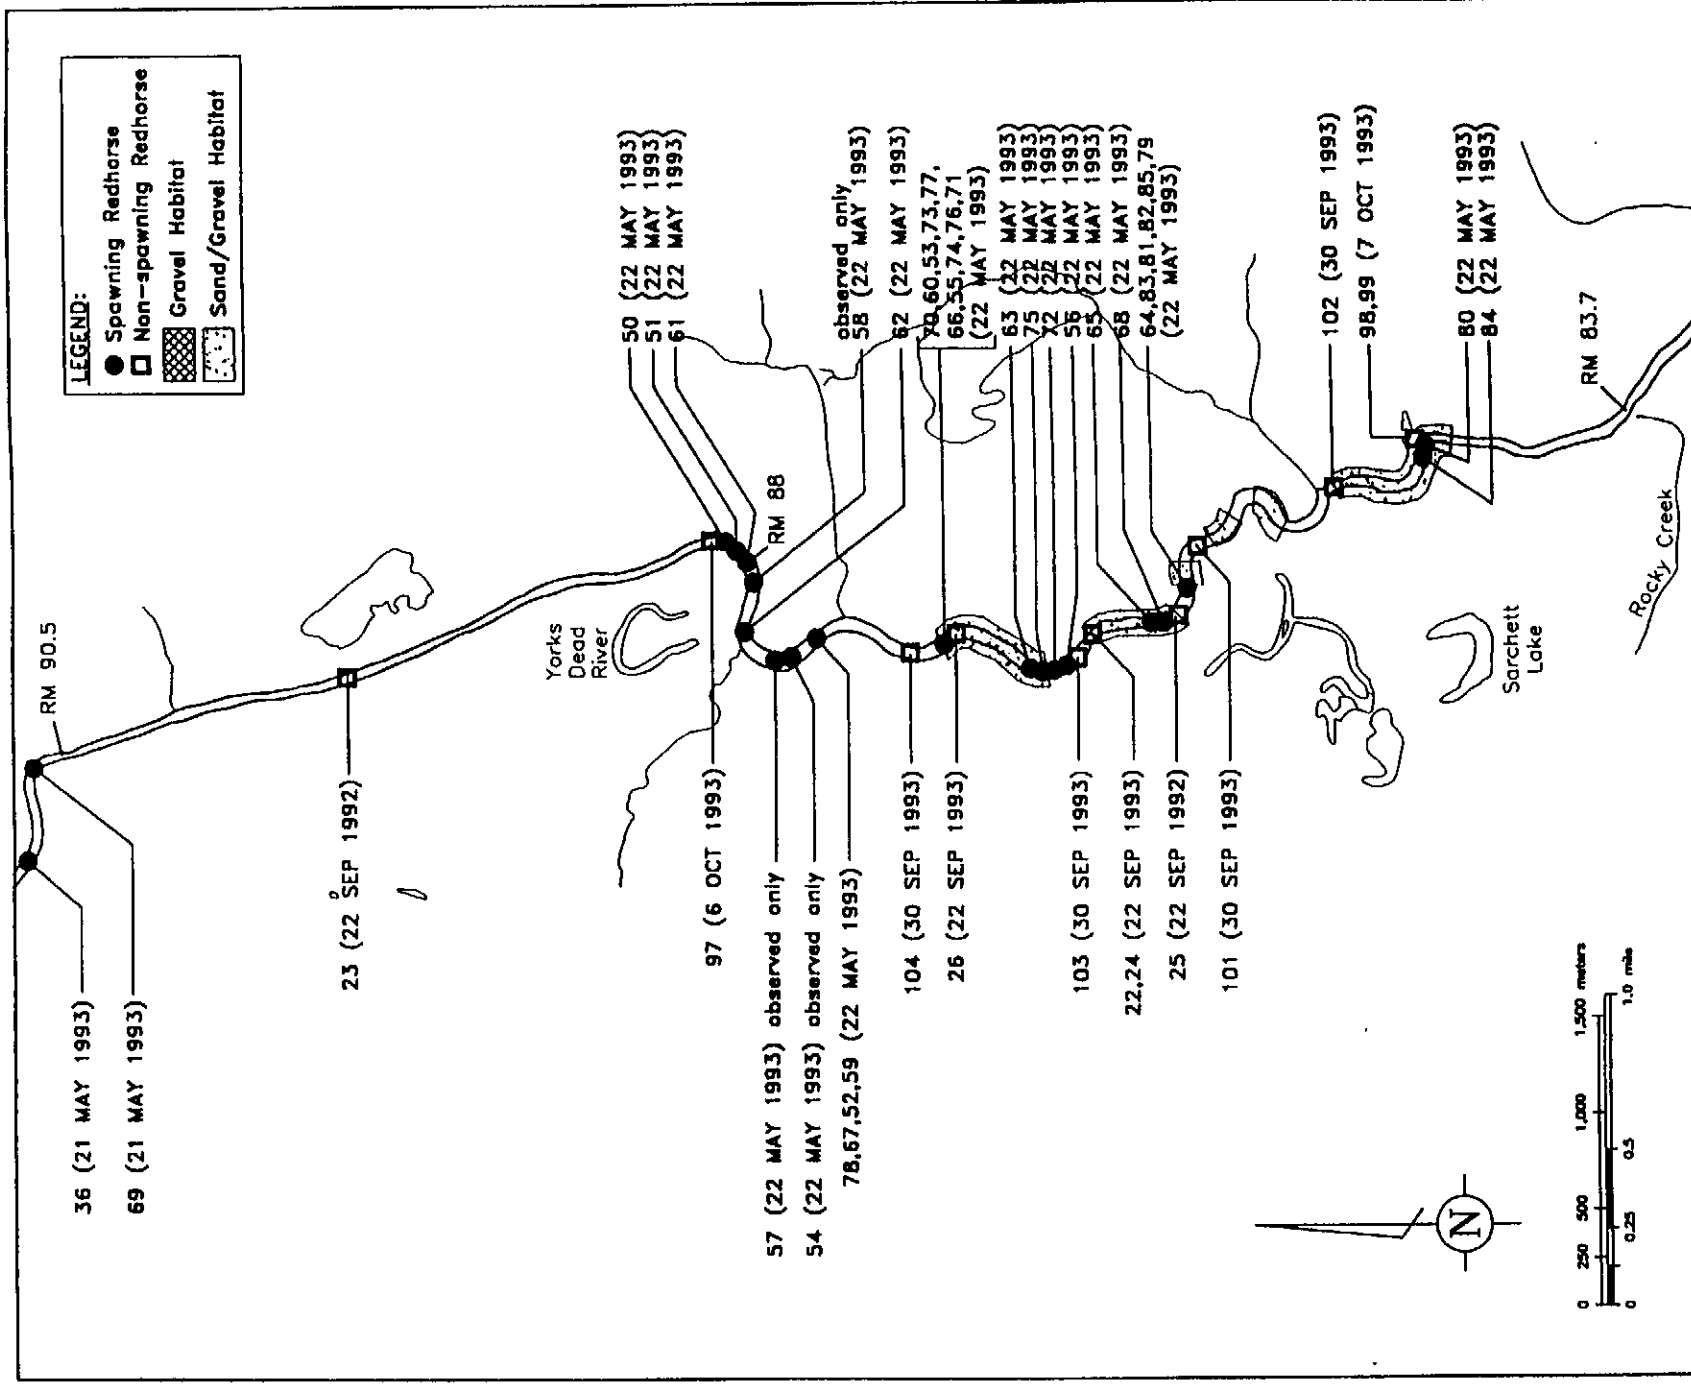 LEGEND:
Spawning Redhorse
Non-spawning Redhorse
Gravel Habitat
Sand/Gravel Habitat
36 (21 MAY 1993)
69 (21 MAY 1993)
RM 90.5
23 (22 SEP 1992)
Yorks
Dead
River
50 (22 MAY 1993)
51 (22 MAY 1993)
61 (22 MAY 1993)
97 (6 OCT 1993)
RM 88
57 (22 MAY 1993) observed only
54 (22 MAY 1993) observed only
78,67,52,59 (22 MAY 1993)
observed only
58 (22 MAY 1993)
62 (22 MAY 1993)
70,60,53,73,77,
66,55,74,76,71
(22 MAY 1993)
104 (30 SEP 1993)
26 (22 SEP 1993)
63 (22 MAY 1993)
75 (22 MAY 1993)
72 (22 MAY 1993)
56 (22 MAY 1993)
65 (22 MAY 1993)
68 (22 MAY 1993)
64,83,81,82,85,79
(22 MAY 1993)
103 (30 SEP 1993)
22,24 (22 SEP 1993)
25 (22 SEP 1992)
101 (30 SEP 1993)
102 (30 SEP 1993)
98,99 (7 OCT 1993)
80 (22 MAY 1993)
84 (22 MAY 1993)
Sarchett
Lake
RM 83.7
Rocky Creek
N
0 250 500 1,000 1,500 meters
0 0.25 0.5 1.0 mile